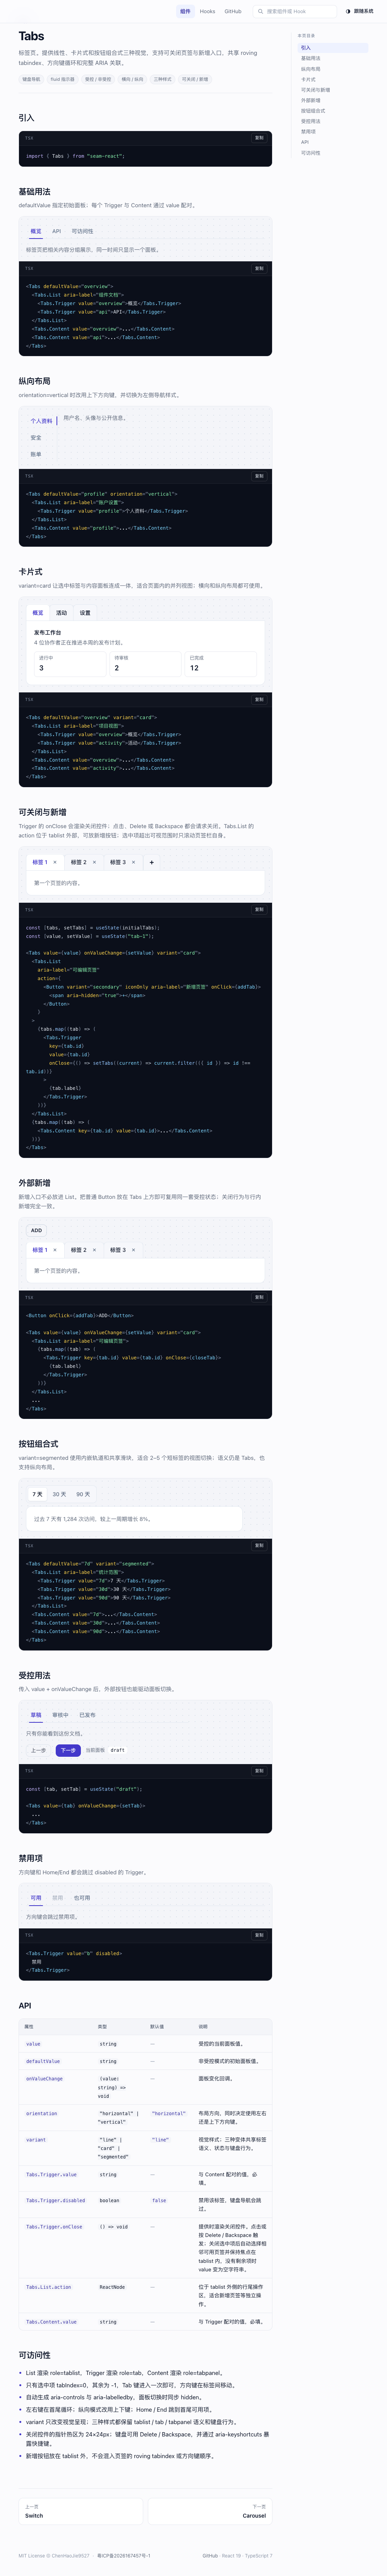 组件
Hooks
GitHub
搜索组件或 Hook
跟随系统
Tabs
标签页。提供线性、卡片式和按钮组合式三种视觉，支持可关闭页签与新增入口，共享 roving
tabindex、方向键循环和完整 ARIA 关联。
键盘导航
fluid 指示器
受控 / 非受控
横向 / 纵向
三种样式
可关闭 / 新增
本页目录
引入
基础用法
纵向布局
卡片式
可关闭与新增
外部新增
按钮组合式
受控用法
禁用项
API
可访问性
引入
TSX
复制
import { Tabs } from "seam-react";
基础用法
defaultValue 指定初始面板；每个 Trigger 与 Content 通过 value 配对。
概览
API
可访问性
标签页把相关内容分组展示，同一时间只显示一个面板。
TSX
复制
<Tabs defaultValue="overview">
<Tabs.List aria-label="组件文档">
<Tabs.Trigger value="overview">概览</Tabs.Trigger>
<Tabs.Trigger value="api">API</Tabs.Trigger>
</Tabs.List>
<Tabs.Content value="overview">...</Tabs.Content>
<Tabs.Content value="api">...</Tabs.Content>
</Tabs>
纵向布局
orientation=vertical 时改用上下方向键，并切换为左侧导航样式。
个人资料
用户名、头像与公开信息。
安全
账单
TSX
复制
<Tabs defaultValue="profile" orientation="vertical">
<Tabs.List aria-label="账户设置">
<Tabs.Trigger value="profile">个人资料</Tabs.Trigger>
</Tabs.List>
<Tabs.Content value="profile">...</Tabs.Content>
</Tabs>
卡片式
variant=card 让选中标签与内容面板连成一体，适合页面内的并列视图；横向和纵向布局都可使用。
概览
活动
设置
发布工作台
4 位协作者正在推进本周的发布计划。
进行中
3
待审核
2
已完成
12
TSX
复制
<Tabs defaultValue="overview" variant="card">
<Tabs.List aria-label="项目视图">
<Tabs.Trigger value="overview">概览</Tabs.Trigger>
<Tabs.Trigger value="activity">活动</Tabs.Trigger>
</Tabs.List>
<Tabs.Content value="overview">...</Tabs.Content>
<Tabs.Content value="activity">...</Tabs.Content>
</Tabs>
可关闭与新增
Trigger 的 onClose 会渲染关闭控件；点击、Delete 或 Backspace 都会请求关闭。Tabs.List 的
action 位于 tablist 外部，可放新增按钮；选中项超出可视范围时只滚动页签栏自身。
标签 1 ×
标签 2 ×
标签 3 ×
+
第一个页签的内容。
TSX
复制
const [tabs, setTabs] = useState(initialTabs);
const [value, setValue] = useState("tab-1");
<Tabs value={value} onValueChange={setValue} variant="card">
<Tabs.List
aria-label="可编辑页签"
action={
<Button variant="secondary" iconOnly aria-label="新增页签" onClick={addTab}>
<span aria-hidden="true">+</span>
</Button>
}
>
{tabs.map((tab) => (
<Tabs.Trigger
key={tab.id}
value={tab.id}
onClose={() => setTabs((current) => current.filter(({ id }) => id !==
tab.id))}
>
{tab.label}
</Tabs.Trigger>
))}
</Tabs.List>
{tabs.map((tab) => (
<Tabs.Content key={tab.id} value={tab.id}>...</Tabs.Content>
))}
</Tabs>
外部新增
新增入口不必放进 List。把普通 Button 放在 Tabs 上方即可复用同一套受控状态；关闭行为与行内
新增完全一致。
ADD
标签 1 ×
标签 2 ×
标签 3 ×
第一个页签的内容。
TSX
复制
<Button onClick={addTab}>ADD</Button>
<Tabs value={value} onValueChange={setValue} variant="card">
<Tabs.List aria-label="可编辑页签">
{tabs.map((tab) => (
<Tabs.Trigger key={tab.id} value={tab.id} onClose={closeTab}>
{tab.label}
</Tabs.Trigger>
))}
</Tabs.List>
...
</Tabs>
按钮组合式
variant=segmented 使用内嵌轨道和共享滑块，适合 2–5 个短标签的视图切换；语义仍是 Tabs，也
支持纵向布局。
7 天
30 天
90 天
过去 7 天有 1,284 次访问，较上一周期增长 8%。
TSX
复制
<Tabs defaultValue="7d" variant="segmented">
<Tabs.List aria-label="统计范围">
<Tabs.Trigger value="7d">7 天</Tabs.Trigger>
<Tabs.Trigger value="30d">30 天</Tabs.Trigger>
<Tabs.Trigger value="90d">90 天</Tabs.Trigger>
</Tabs.List>
<Tabs.Content value="7d">...</Tabs.Content>
<Tabs.Content value="30d">...</Tabs.Content>
<Tabs.Content value="90d">...</Tabs.Content>
</Tabs>
受控用法
传入 value + onValueChange 后，外部按钮也能驱动面板切换。
草稿
审核中
已发布
只有你能看到这份文档。
上一步
下一步
当前面板
draft
TSX
复制
const [tab, setTab] = useState("draft");
<Tabs value={tab} onValueChange={setTab}>
...
</Tabs>
禁用项
方向键和 Home/End 都会跳过 disabled 的 Trigger。
可用
禁用
也可用
方向键会跳过禁用项。
TSX
复制
<Tabs.Trigger value="b" disabled>
禁用
</Tabs.Trigger>
API
属性
类型
默认值
说明
value
string
—
受控的当前面板值。
defaultValue
string
—
非受控模式的初始面板值。
onValueChange
(value:
string) =>
void
—
面板变化回调。
orientation
"horizontal" |
"vertical"
"horizontal"
布局方向，同时决定使用左右
还是上下方向键。
variant
"line" |
"card" |
"segmented"
"line"
视觉样式；三种变体共享标签
语义、状态与键盘行为。
Tabs.Trigger.value
string
—
与 Content 配对的值，必
填。
Tabs.Trigger.disabled
boolean
false
禁用该标签，键盘导航会跳
过。
Tabs.Trigger.onClose
() => void
—
提供时渲染关闭控件。点击或
按 Delete / Backspace 触
发；关闭选中项后自动选择相
邻可用页签并保持焦点在
tablist 内，没有剩余项时
value 变为空字符串。
Tabs.List.action
ReactNode
—
位于 tablist 外侧的行尾操作
区，适合新增页签等独立操
作。
Tabs.Content.value
string
—
与 Trigger 配对的值，必填。
可访问性
• List 渲染 role=tablist，Trigger 渲染 role=tab，Content 渲染 role=tabpanel。
• 只有选中项 tabIndex=0，其余为 -1，Tab 键进入一次即可，方向键在标签间移动。
• 自动生成 aria-controls 与 aria-labelledby，面板切换时同步 hidden。
• 左右键在首尾循环；纵向模式改用上下键；Home / End 跳到首尾可用项。
• variant 只改变视觉呈现；三种样式都保留 tablist / tab / tabpanel 语义和键盘行为。
• 关闭控件的指针热区为 24×24px；键盘可用 Delete / Backspace，并通过 aria-keyshortcuts 暴
露快捷键。
• 新增按钮放在 tablist 外，不会混入页签的 roving tabindex 或方向键顺序。
上一页
Switch
下一页
Carousel
GitHub · React 19 · TypeScript 7